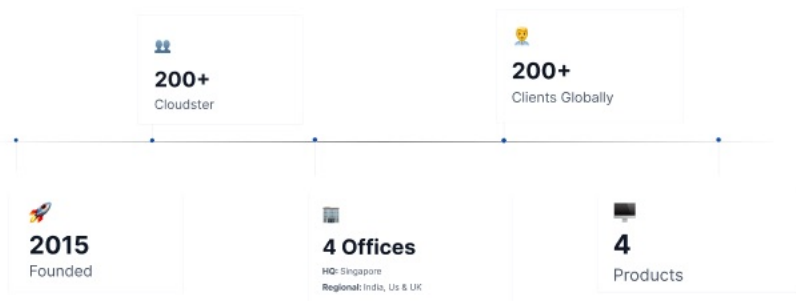 200+
Cloudster
200+
Clients Globally
2015
Founded
4 Offices
HQ: Singapore
Regional: India, Us & UK
4
Products